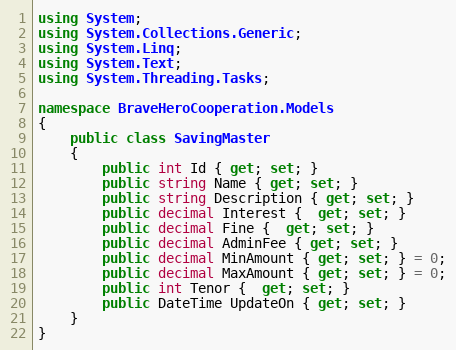 1 using System;
2 using System.Collections.Generic;
3 using System.Linq;
4 using System.Text;
5 using System.Threading.Tasks;
6
7 namespace BraveHeroCooperation.Models
8 {
9     public class SavingMaster
10     {
11         public int Id { get; set; }
12         public string Name { get; set; }
13         public string Description { get; set; }
14         public decimal Interest {  get; set; }
15         public decimal Fine {  get; set; }
16         public decimal AdminFee { get; set; }
17         public decimal MinAmount { get; set; } = 0;
18         public decimal MaxAmount { get; set; } = 0;
19         public int Tenor {  get; set; }
20         public DateTime UpdateOn { get; set; }
21     }
22 }